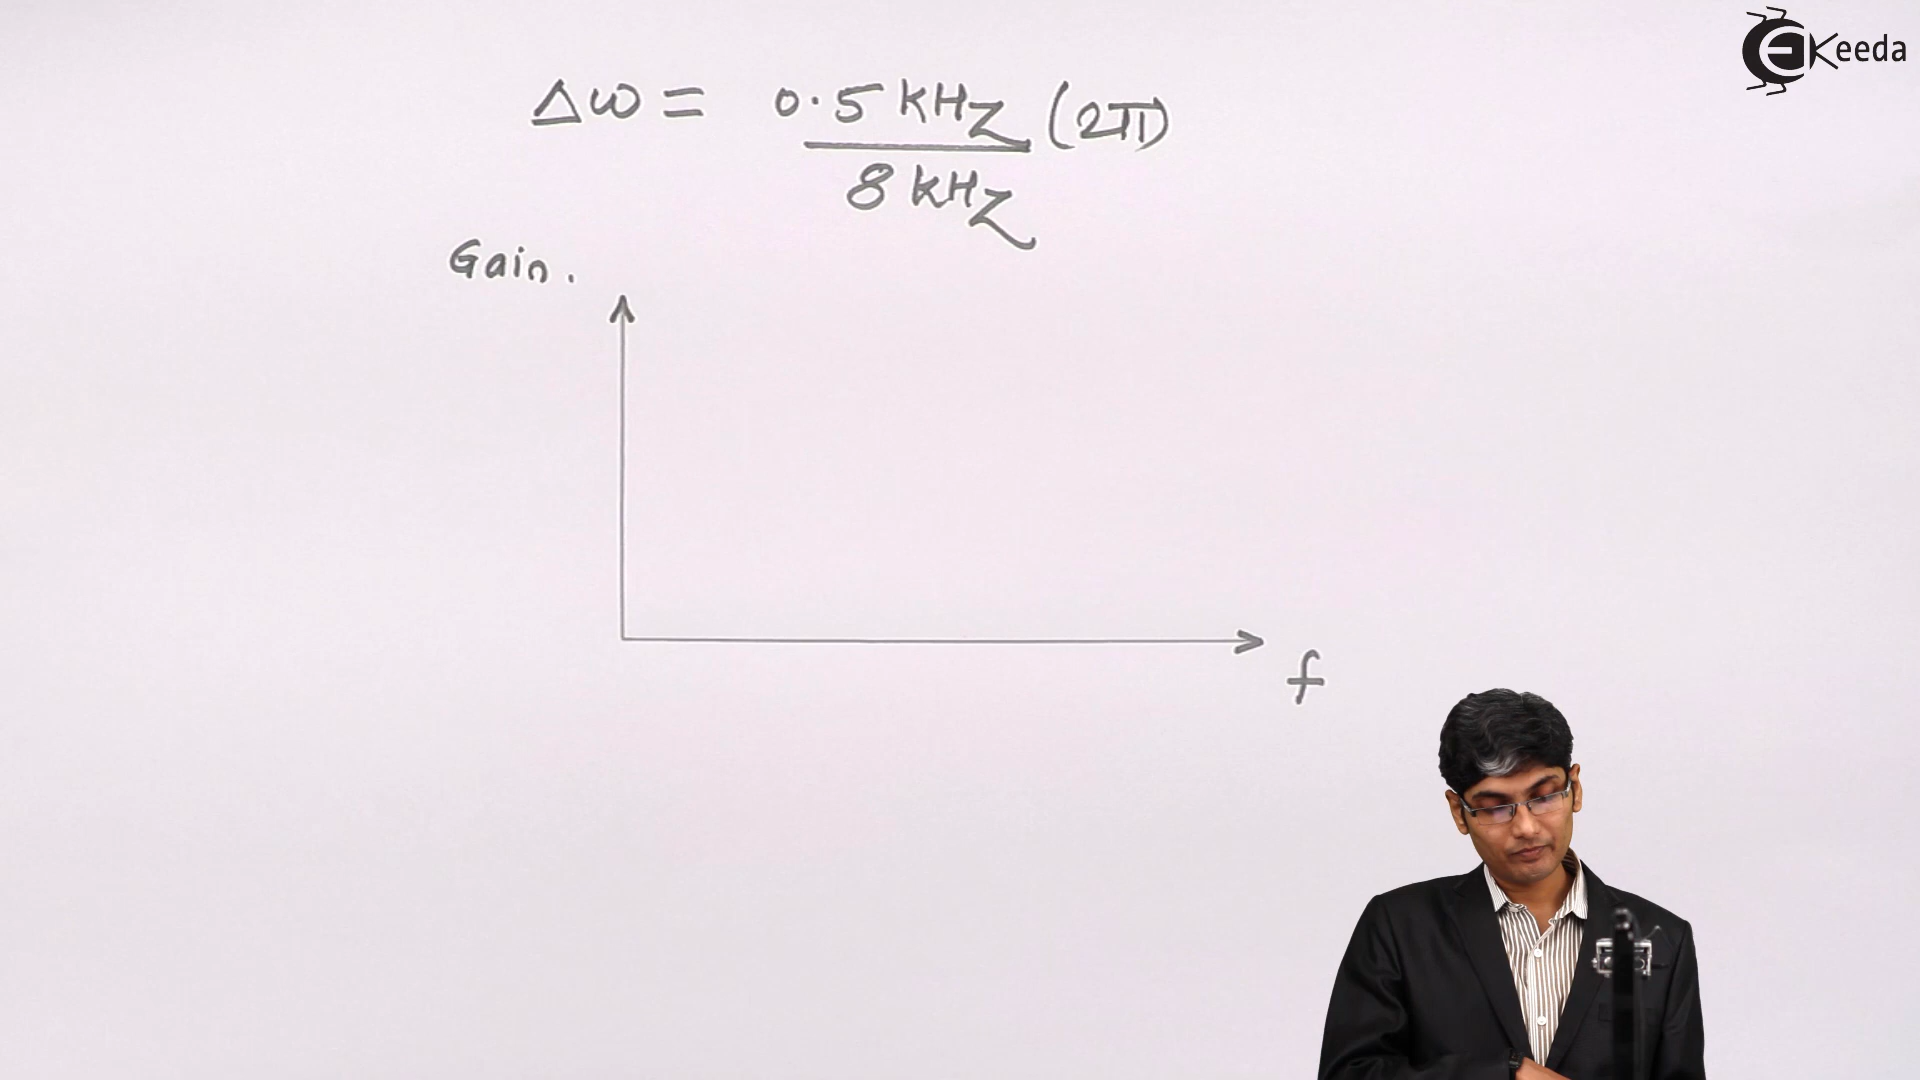 Keeda
Δω = 0.5 kHz (2π)
8 kHz
Gain.
f